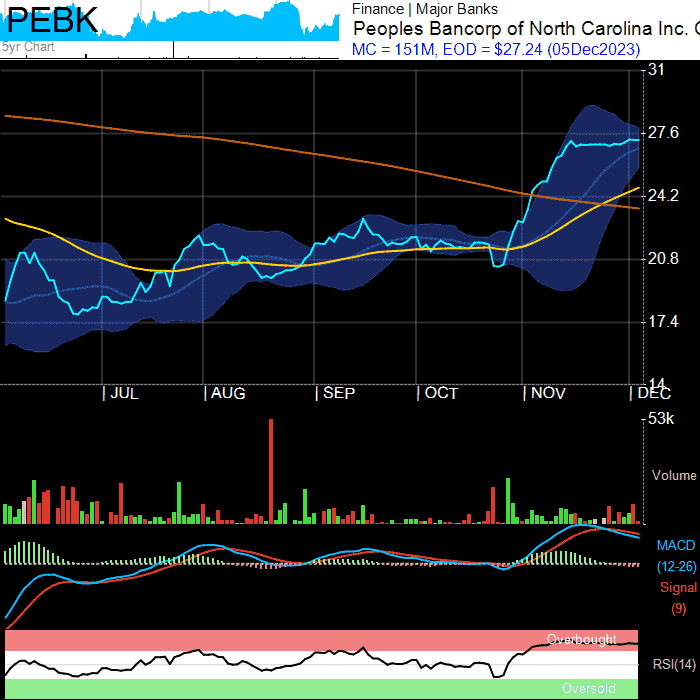 PEBK
5yr Chart
Finance | Major Banks
Peoples Bancorp of North Carolina Inc. C
MC = 151M, EOD = $27.24 (05Dec2023)
31
27.6
24.2
20.8
17.4
14
| JUL | AUG | SEP | OCT | NOV | DEC
53k
Volume
MACD
(12-26)
Signal
(9)
Overbought
RSI(14)
Oversold